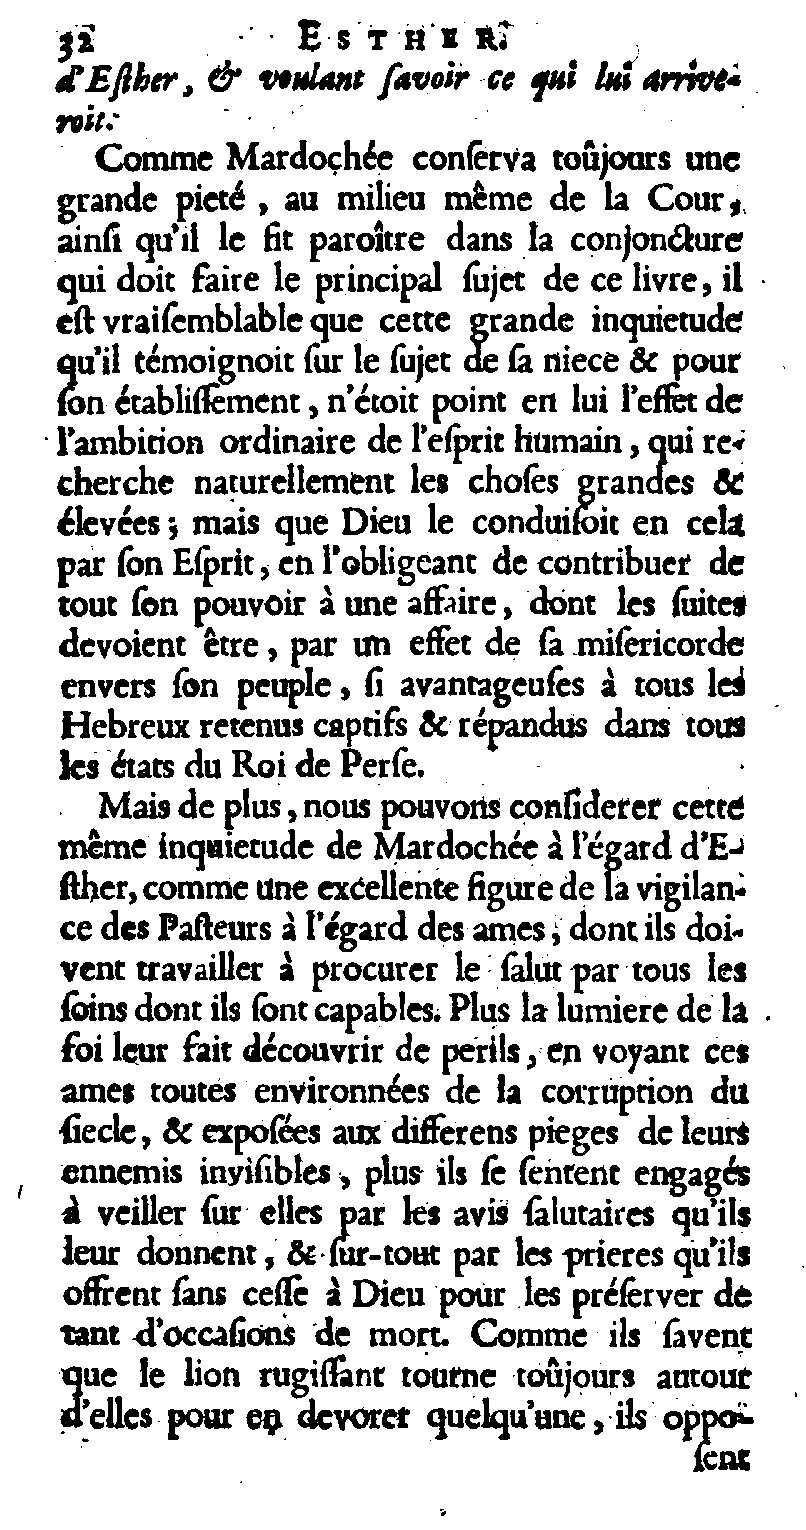 32 ESTHER.
d'Eſther, & voulant ſavoir ce qui lui arrive-
roit.
Comme Mardochée conſerva toûjours une
grande pieté, au milieu même de la Cour,
ainſi qu'il le fit paroître dans la conjoncture
qui doit faire le principal ſujet de ce livre, il
eſt vraiſemblable que cette grande inquietude
qu'il témoignoit ſur le ſujet de ſa niece & pour
ſon établiſſement, n'étoit point en lui l'effet de
l'ambition ordinaire de l'eſprit humain, qui re-
cherche naturellement les choſes grandes &
élevées; mais que Dieu le conduiſoit en cela
par ſon Eſprit, en l'obligeant de contribuer de
tout ſon pouvoir à une affaire, dont les ſuites
devoient être, par un effet de ſa miſericorde
envers ſon peuple, ſi avantageuſes à tous les
Hebreux retenus captifs & répandus dans tous
les états du Roi de Perſe.
Mais de plus, nous pouvons conſiderer cette
même inquietude de Mardochée à l'égard d'E-
ſther, comme une excellente figure de la vigilan-
ce des Paſteurs à l'égard des ames, dont ils doi-
vent travailler à procurer le ſalut par tous les
ſoins dont ils ſont capables. Plus la lumiere de la
foi leur fait découvrir de perils, en voyant ces
ames toutes environnées de la corruption du
ſiecle, & expoſées aux differens pieges de leurs
ennemis inviſibles, plus ils ſe ſentent engagés
à veiller ſur elles par les avis ſalutaires qu'ils
leur donnent, & ſur-tout par les prieres qu'ils
offrent ſans ceſſe à Dieu pour les préſerver de
tant d'occaſions de mort. Comme ils ſavent
que le lion rugiſſant tourne toûjours autour
d'elles pour en devorer quelqu'une, ils oppo-
ſent